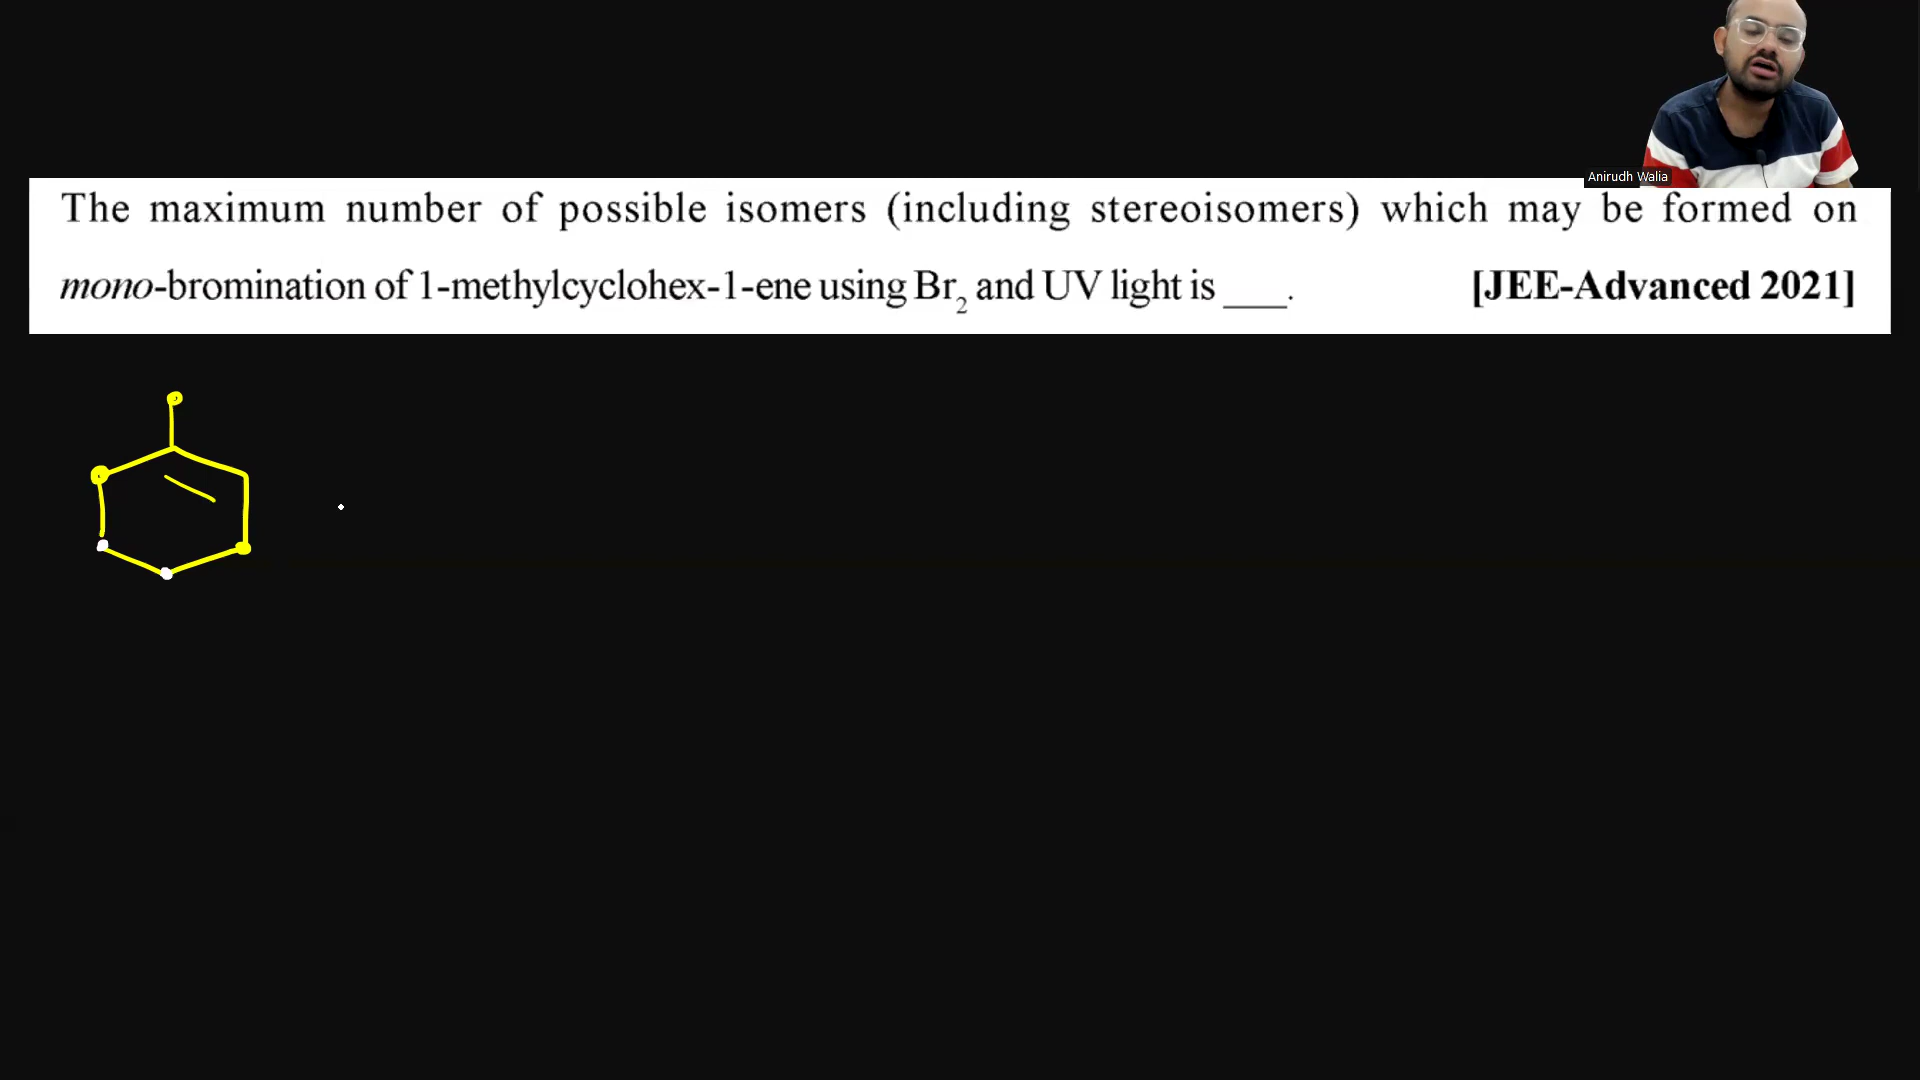 Anirudh Walia
The maximum number of possible isomers (including stereoisomers) which may be formed on
mono-bromination of 1-methylcyclohex-1-ene using Br₂ and UV light is ___. [JEE-Advanced 2021]